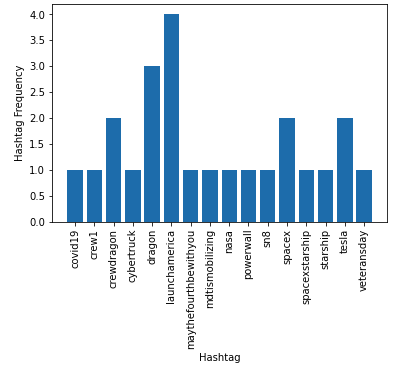 4.0
3.5
3.0
2.5
2.0
1.5
1.0
0.5
0.0
Hashtag Frequency
covid19
crew1
crewdragon
cybertruck
dragon
launchamerica
maythefourthbewithyou
mdtismobilizing
nasa
powerwall
sn8
spacex
spacexstarship
starship
tesla
veteransday
Hashtag